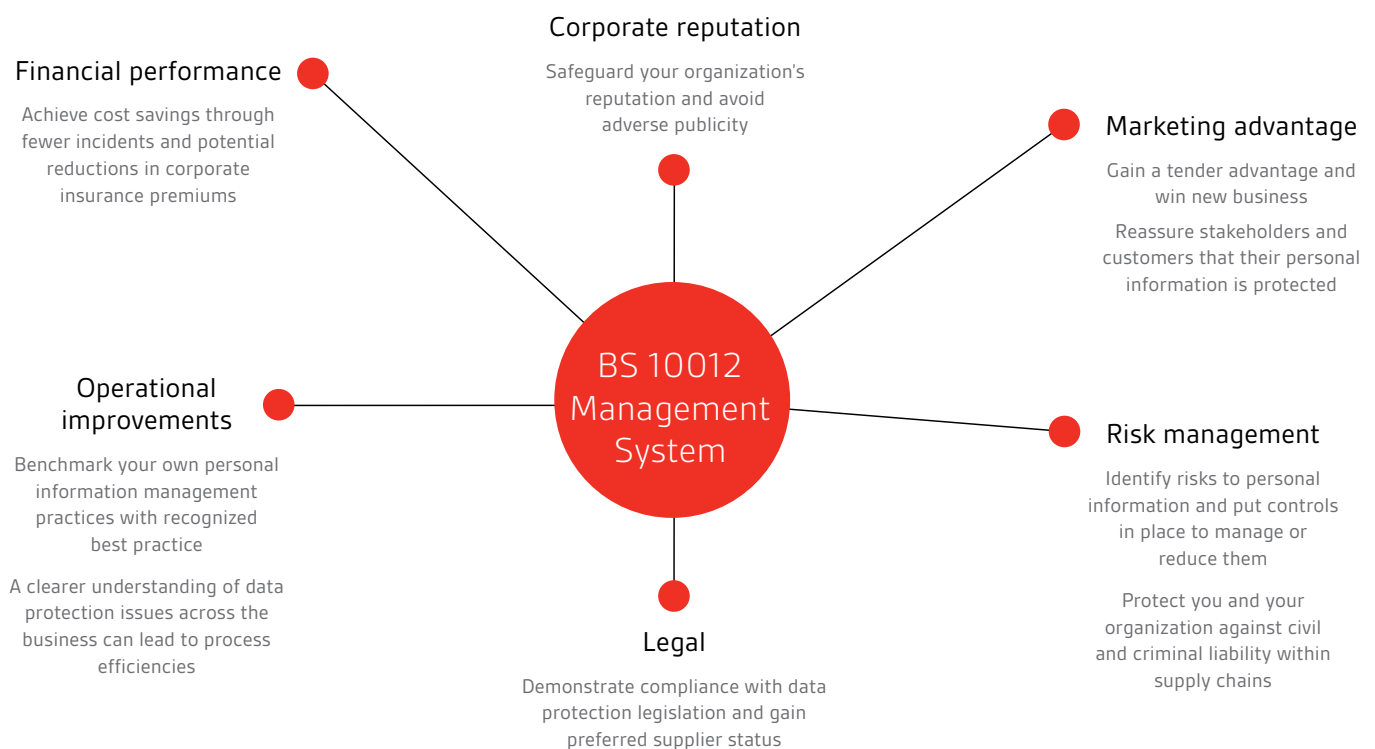 Corporate reputation
Safeguard your organization's
reputation and avoid
adverse publicity
Financial performance
Achieve cost savings through
fewer incidents and potential
reductions in corporate
insurance premiums
Marketing advantage
Gain a tender advantage and
win new business
Reassure stakeholders and
customers that their personal
information is protected
BS 10012
Management
System
Operational
improvements
Benchmark your own personal
information management
practices with recognized
best practice
A clearer understanding of data
protection issues across the
business can lead to process
efficiencies
Risk management
Identify risks to personal
information and put controls
in place to manage or
reduce them
Protect you and your
organization against civil
and criminal liability within
supply chains
Legal
Demonstrate compliance with data
protection legislation and gain
preferred supplier status